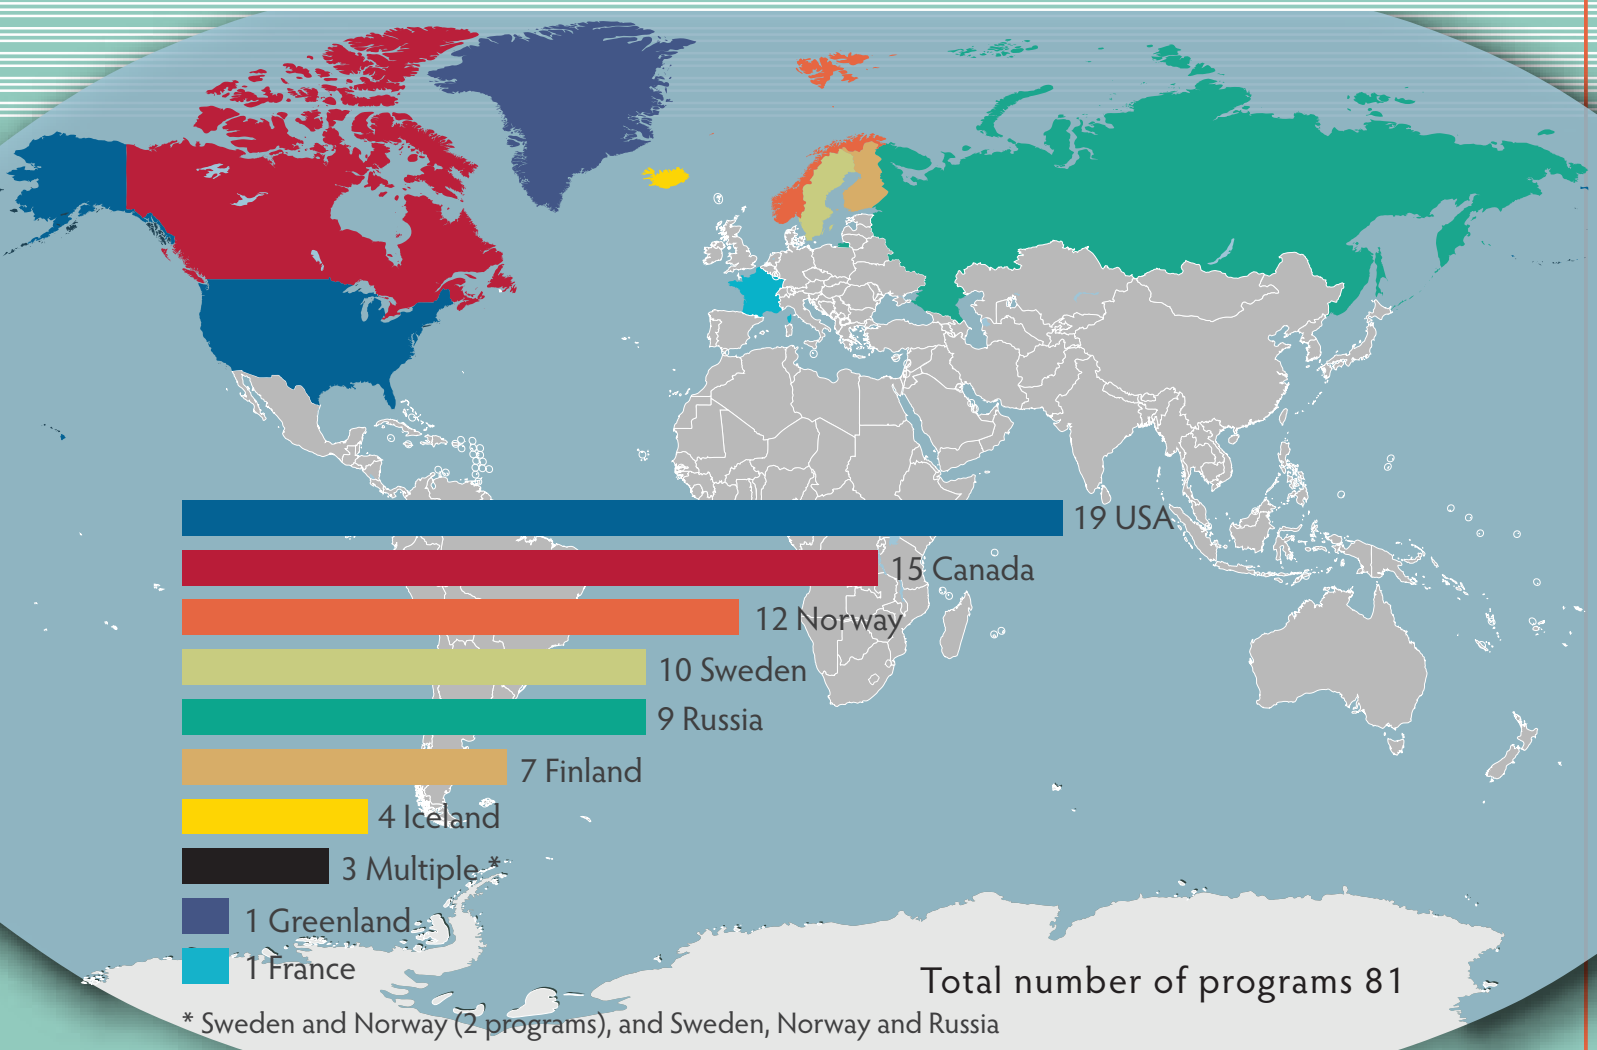 19 USA
15 Canada
12 Norway
10 Sweden
9 Russia
7 Finland
4 Iceland
3 Multiple *
1 Greenland
1 France
Total number of programs 81
* Sweden and Norway (2 programs), and Sweden, Norway and Russia